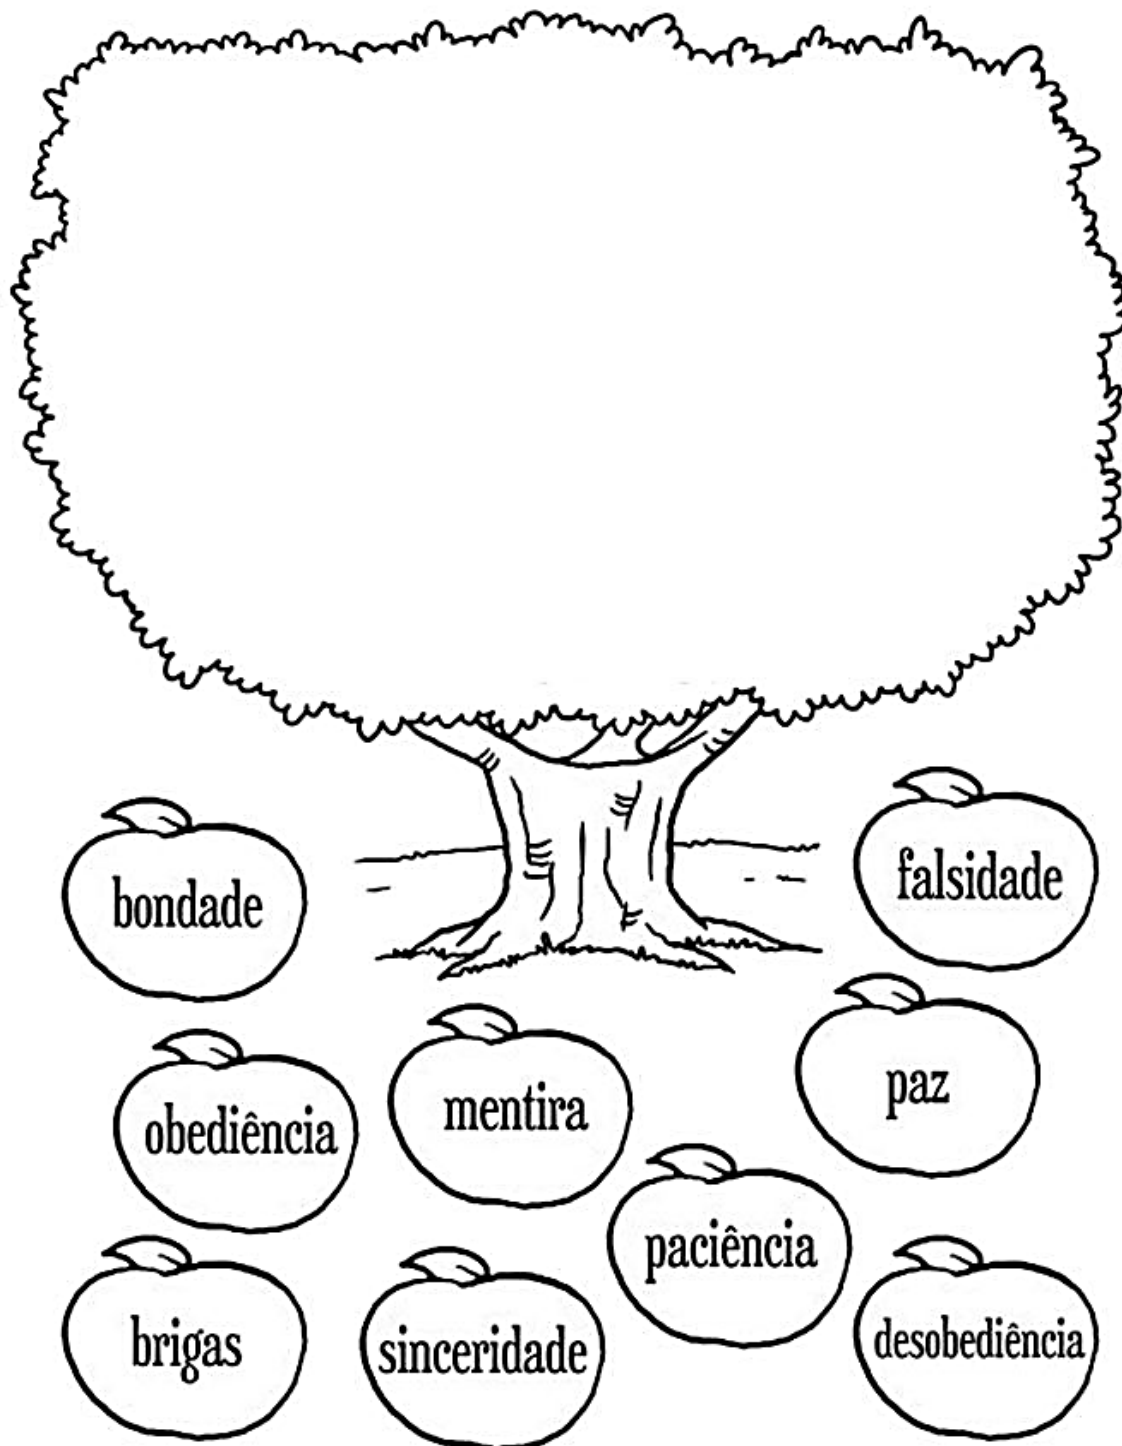 bondade
falsidade
obediência
mentira
paz
paciência
brigas
sinceridade
desobediência